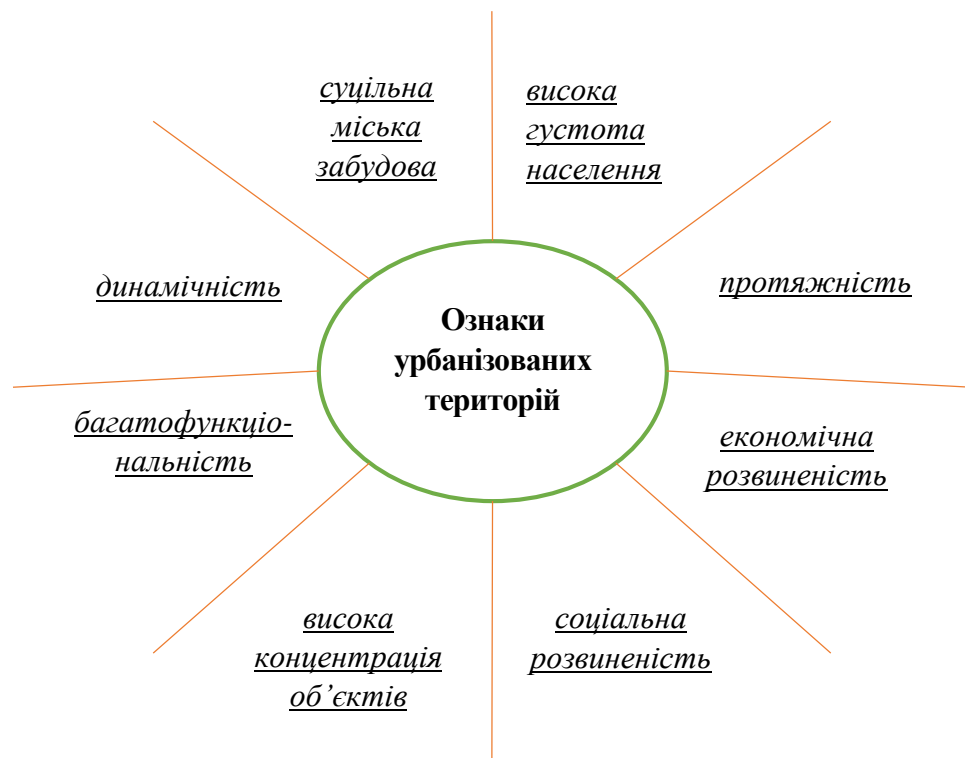 суцільна
міська
забудова
висока
густота
населення
динамічність
протяжність
Ознаки
урбанізованих
територій
багатофункціо-
нальність
економічна
розвиненість
висока
концентрація
об’єктів
соціальна
розвиненість